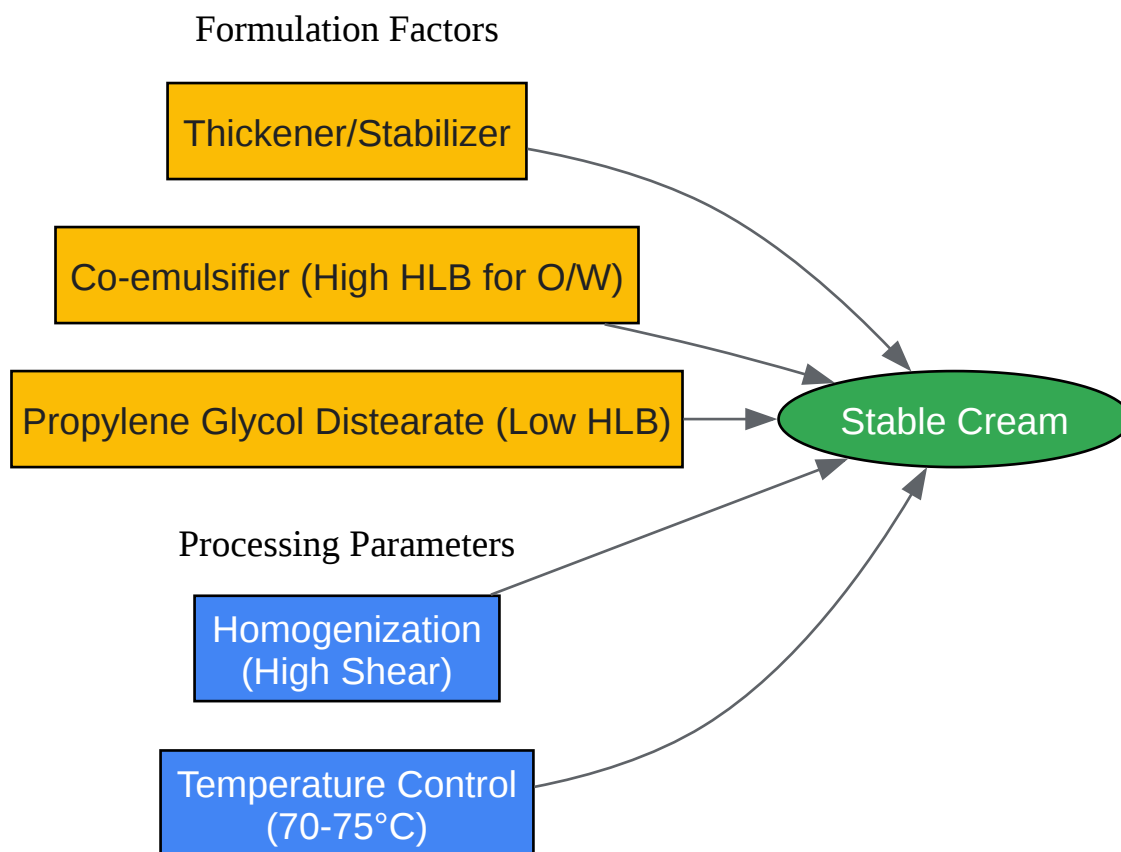 Formulation Factors
Thickener/Stabilizer
Co-emulsifier (High HLB for O/W)
Propylene Glycol Distearate (Low HLB)
Stable Cream
Processing Parameters
Homogenization
(High Shear)
Temperature Control
(70-75°C)